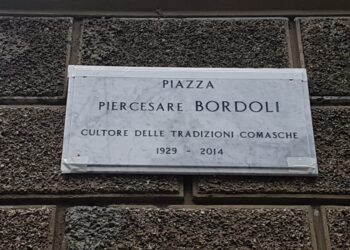 PIAZZA
PIERCESARE BORDOLI
CULTORE DELLE TRADIZIONI COMASCHE
1929 - 2014